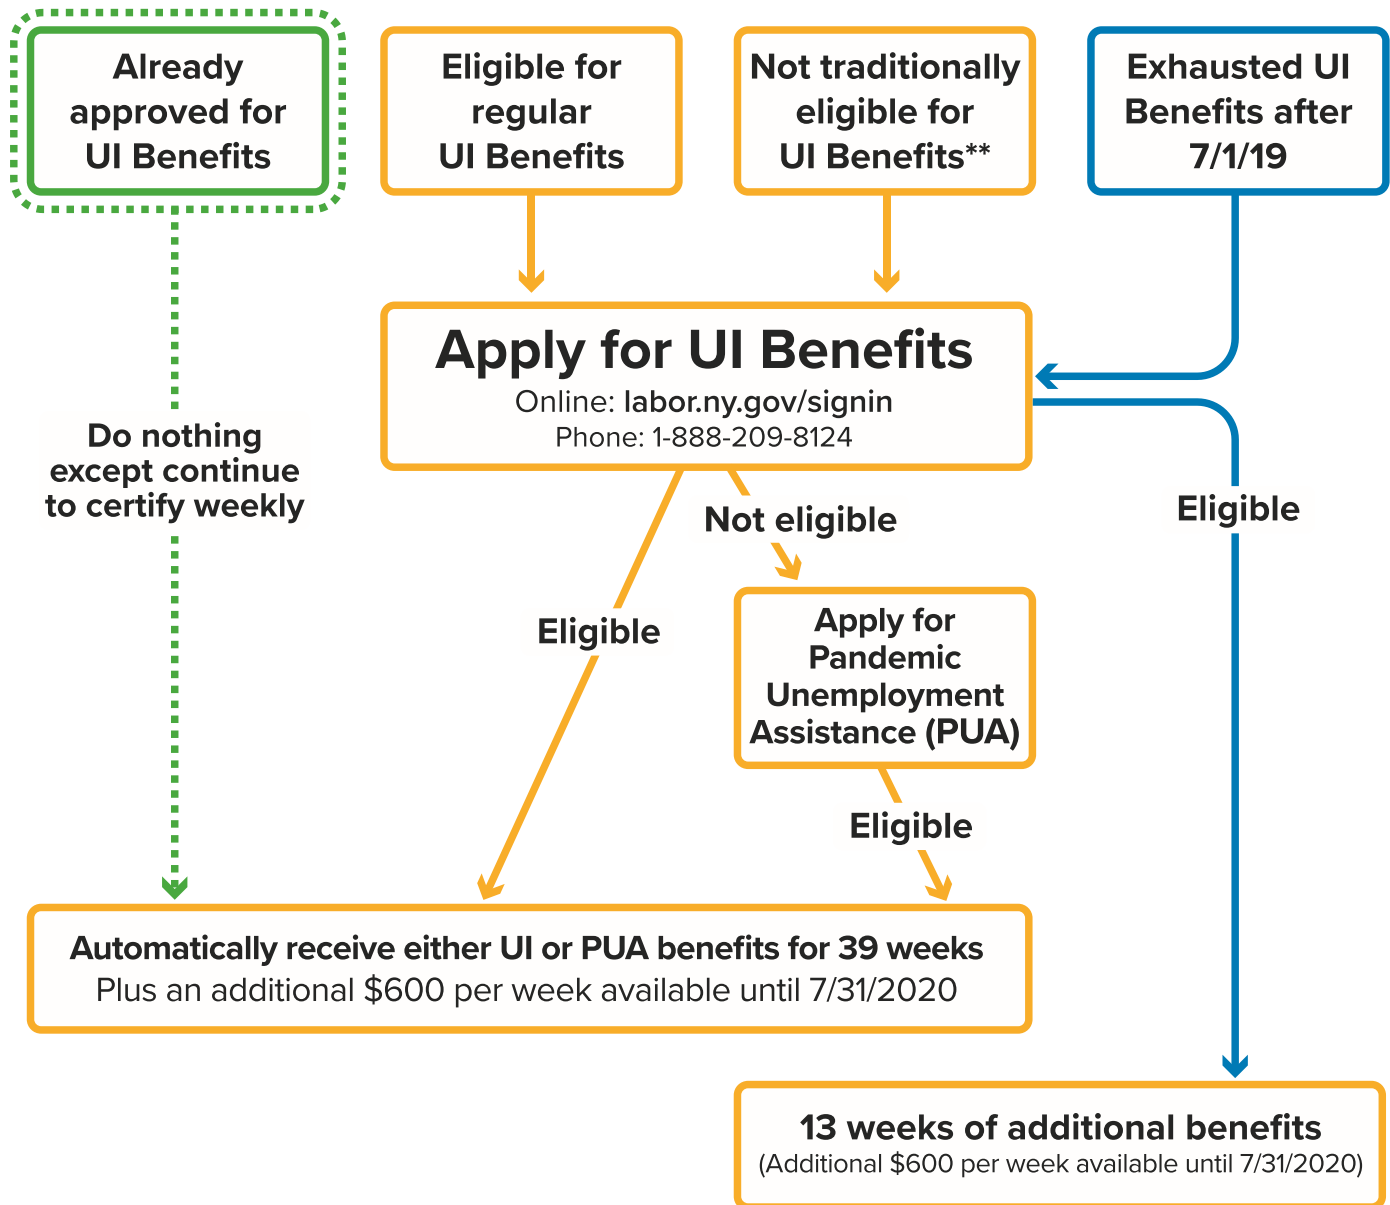 Already
approved for
UI Benefits
Eligible for
regular
UI Benefits
Not traditionally
eligible for
UI Benefits**
Exhausted UI
Benefits after
7/1/19
Apply for UI Benefits
Online: labor.ny.gov/signin
Phone: 1-888-209-8124
Do nothing
except continue
to certify weekly
Not eligible
Eligible
Eligible
Apply for
Pandemic
Unemployment
Assistance (PUA)
Eligible
Automatically receive either UI or PUA benefits for 39 weeks
Plus an additional $600 per week available until 7/31/2020
13 weeks of additional benefits
(Additional $600 per week available until 7/31/2020)